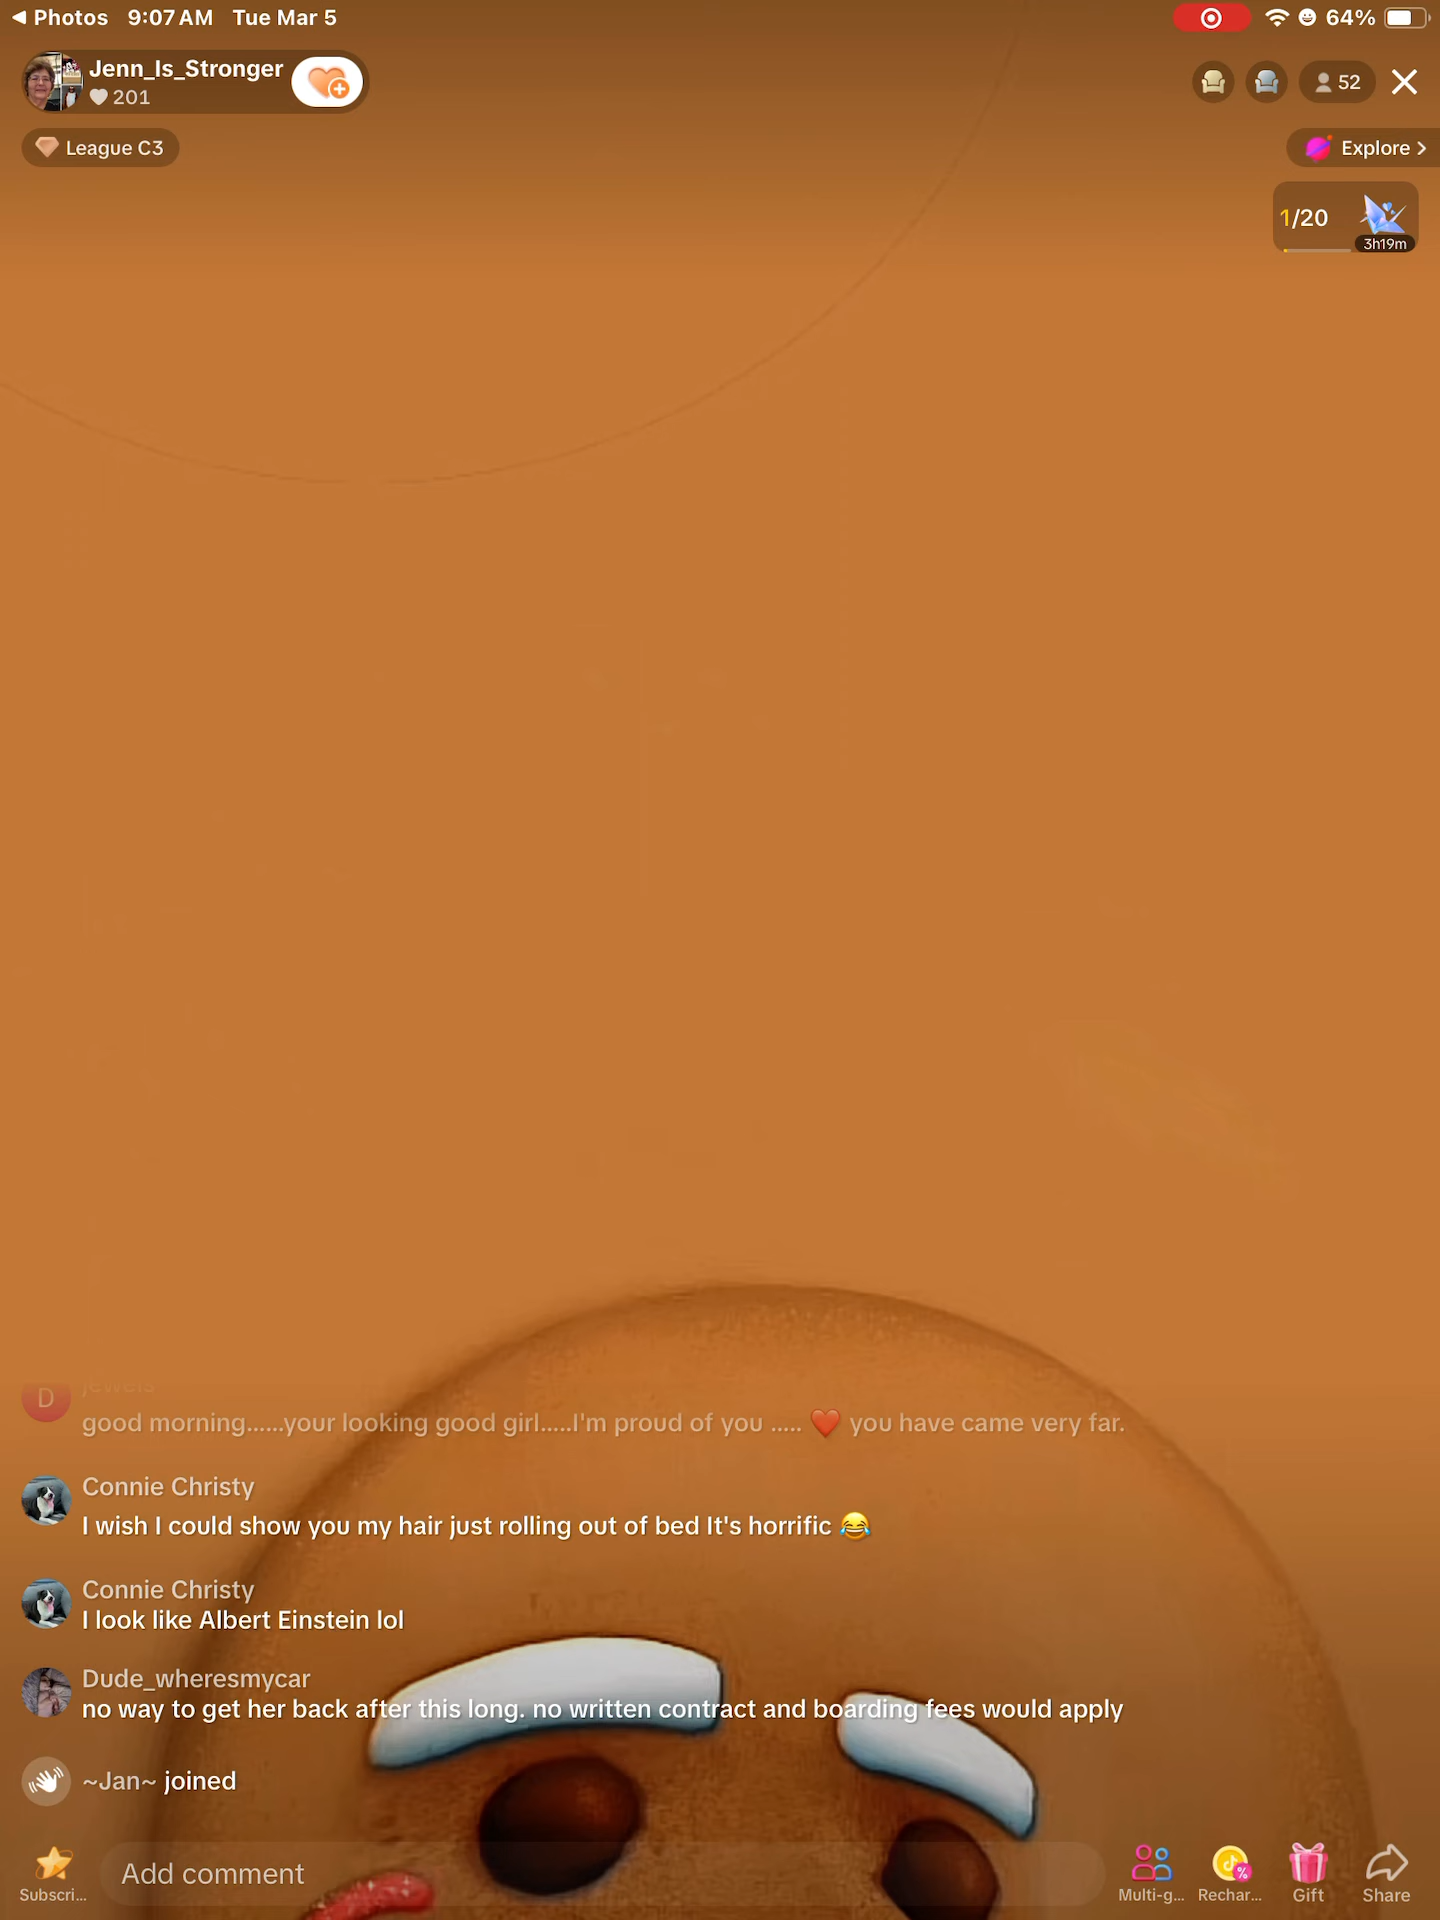 Photos 9:07 AM Tue Mar 5 64%
Jenn_Is_Stronger
201
52
League C3
Explore
1/20
3h19m
D
jewels
good morning......your looking good girl.....I'm proud of you ..... ❤️ you have came very far.
Connie Christy
I wish I could show you my hair just rolling out of bed It's horrific 😂
Connie Christy
I look like Albert Einstein lol
Dude_wheresmycar
no way to get her back after this long. no written contract and boarding fees would apply
~Jan~ joined
Add comment
Subscri... Multi-g... Rechar... Gift Share